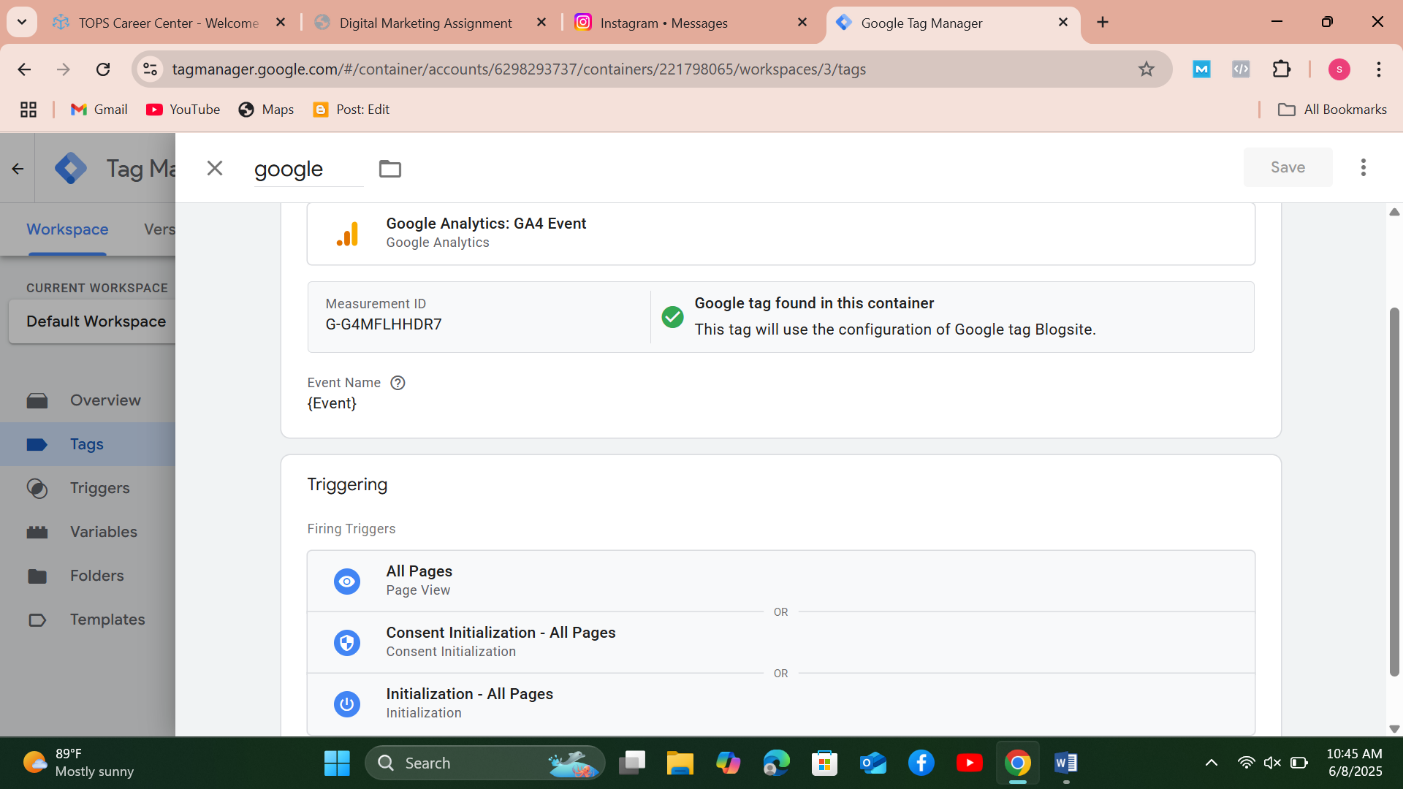 TOPS Career Center - Welcome
Digital Marketing Assignment
Instagram • Messages
Google Tag Manager
tagmanager.google.com/#/container/accounts/6298293737/containers/221798065/workspaces/3/tags
S
Gmail
YouTube
Maps
Post: Edit
All Bookmarks
Tag Ma
google
Save
Workspace
Vers
CURRENT WORKSPACE
Default Workspace
Overview
Tags
Triggers
Variables
Folders
Templates
Google Analytics: GA4 Event
Google Analytics
Measurement ID
G-G4MFLHHDR7
Google tag found in this container
This tag will use the configuration of Google tag Blogsite.
Event Name
{Event}
Triggering
Firing Triggers
All Pages
Page View
OR
Consent Initialization - All Pages
Consent Initialization
OR
Initialization - All Pages
Initialization
89°F
Mostly sunny
Search
10:45 AM
6/8/2025